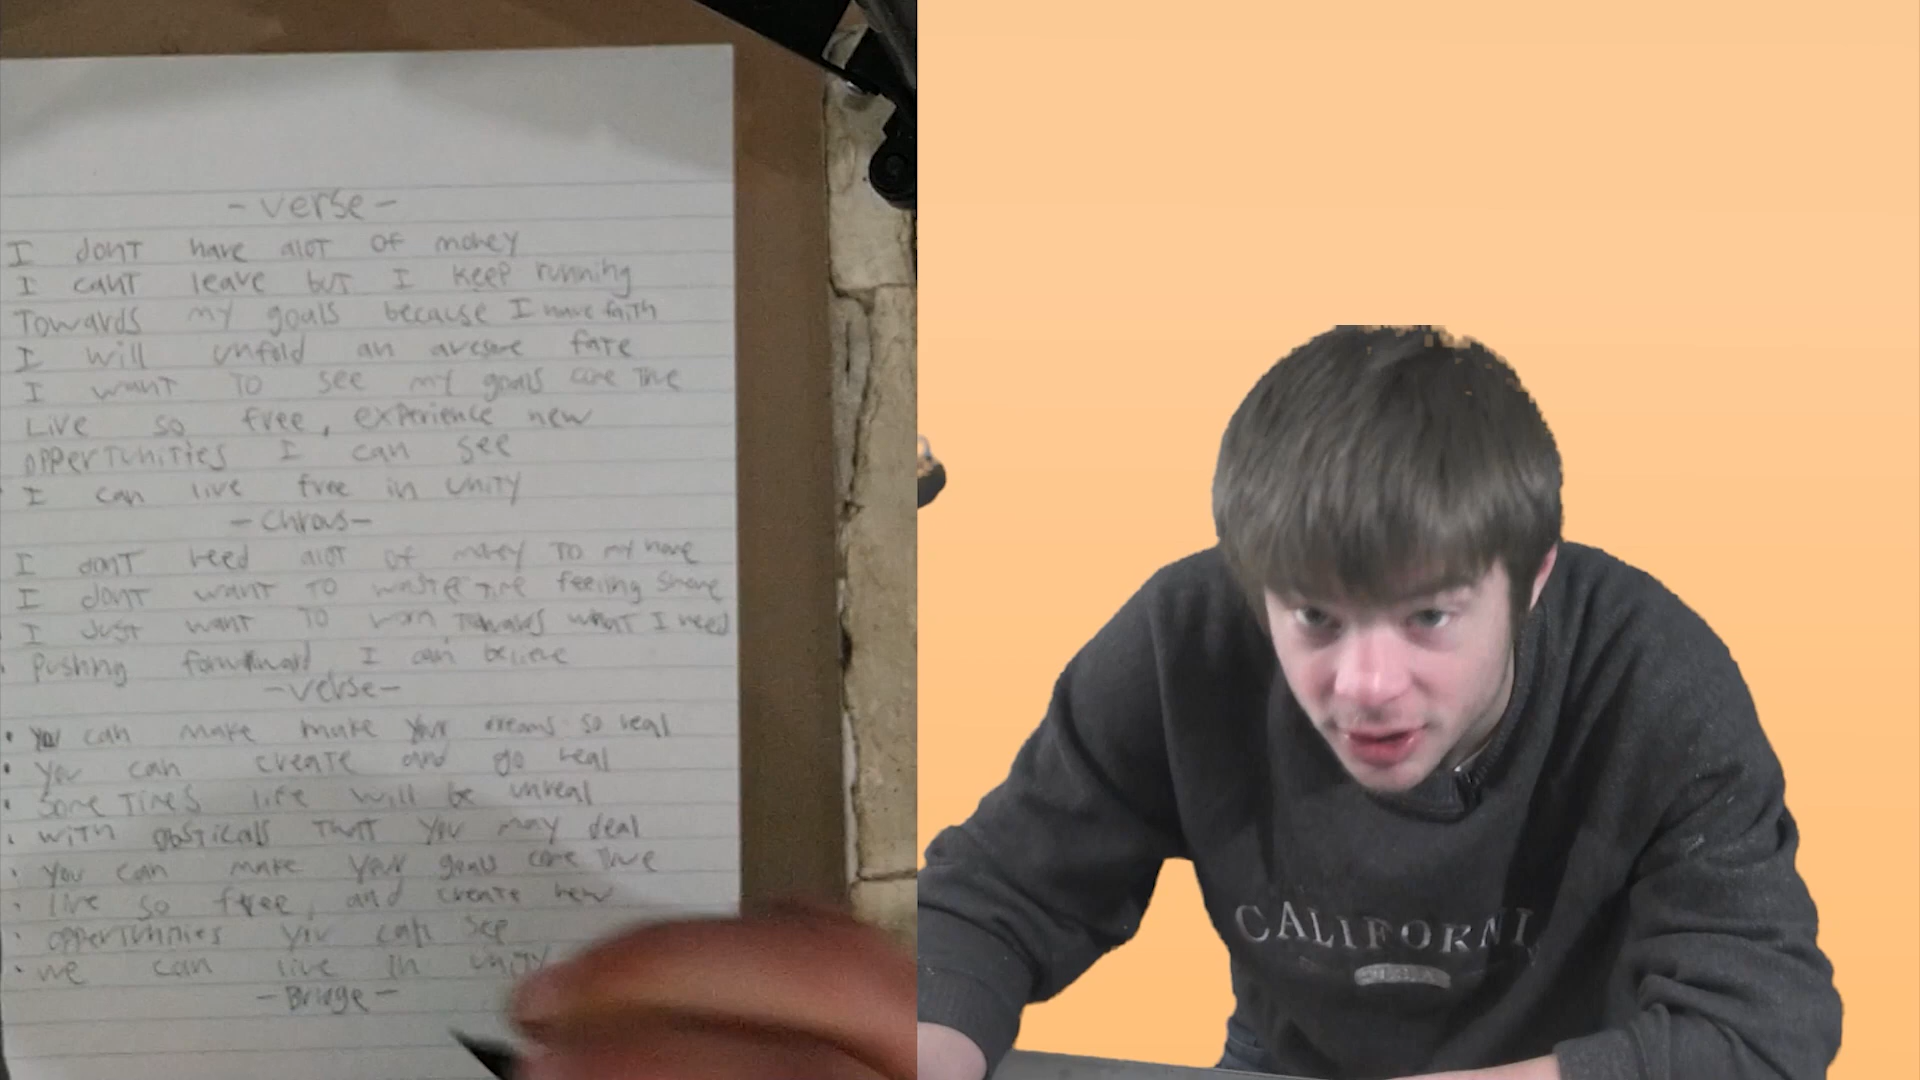 - verse -
I dont have alot of money
I cant leave but I keep running
Towards my goals because I have faith
I will unfold an avesome fate
I want To see my goals come True
Live so free, experience new
opperTuniTies I can see
I can live free in uniTy
- Chrous -
I dont need alot of money To my name
I dont want To waste Time feeling shame
I Just want To worn Towards what I need
Pushing forward I can believe
- verse -
• You can make make your dreams so real
• You can create and go real
• Some Times life will be unreal
• with obsticals that you may deal
• You can make your goals come True
• live so free, and create new
• opperTunities you can see
• we can live in uniTy
- Bridge -
CALIFORNI